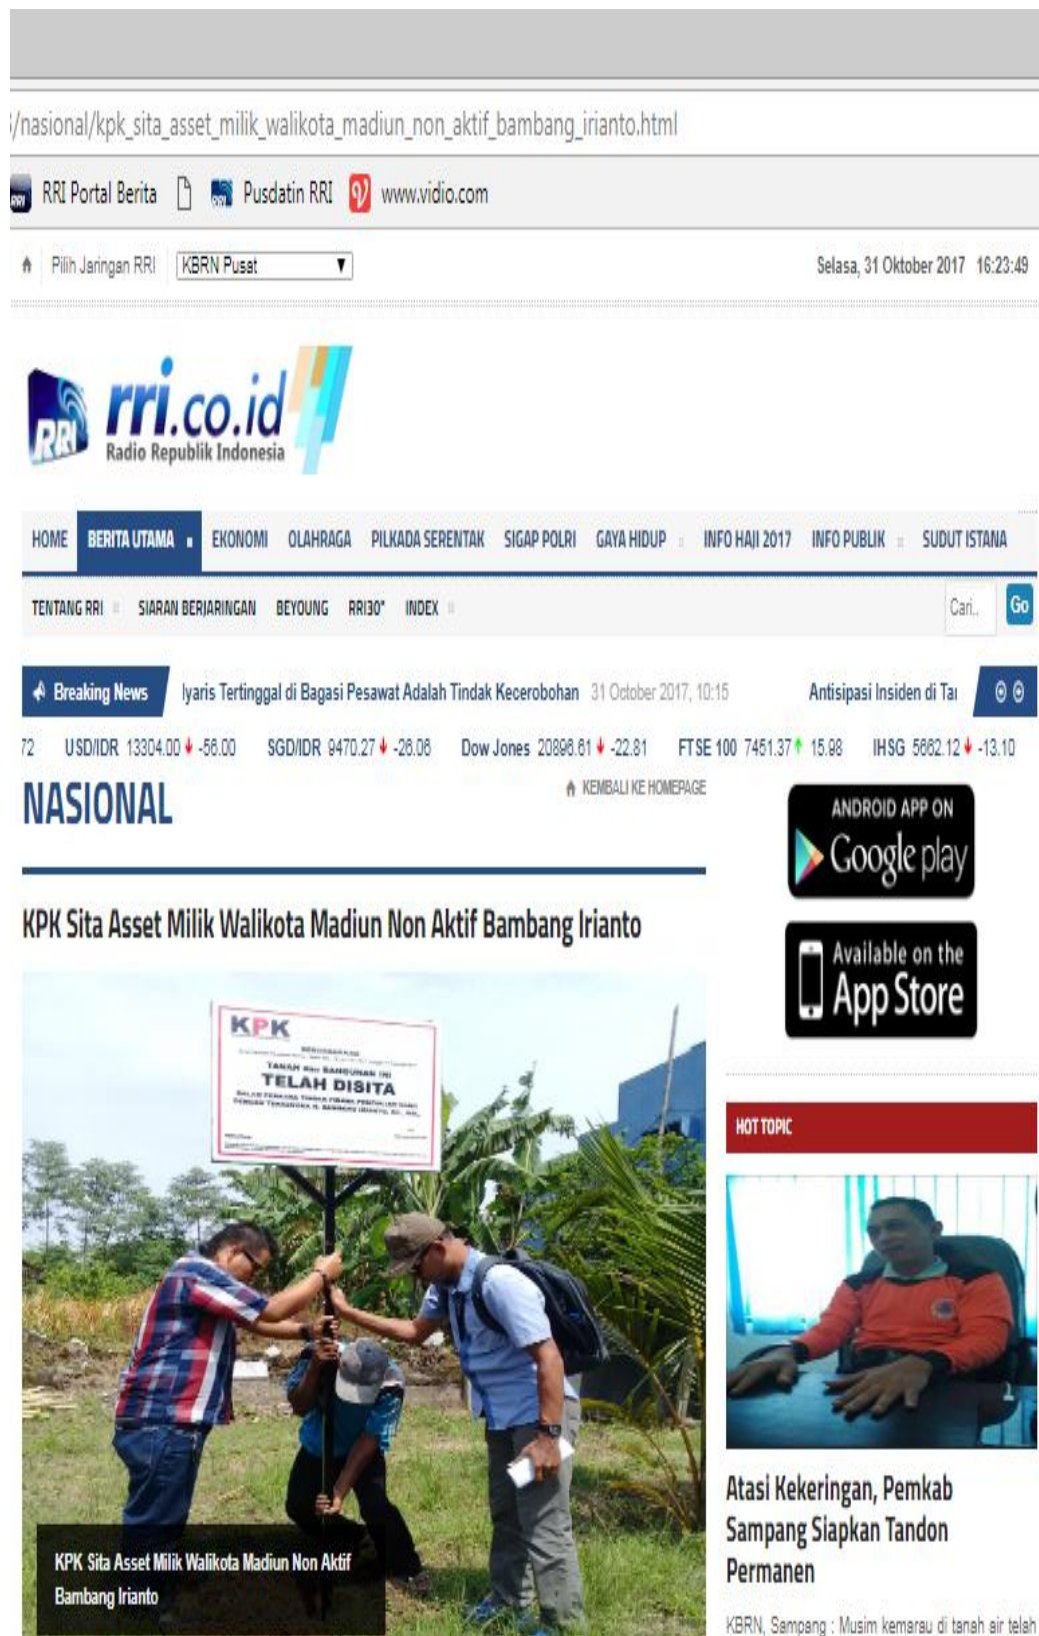 /nasional/kpk_sita_asset_milik_walikota_madiun_non_aktif_bambang_irianto.html
RRI Portal Berita Pusdatin RRI www.vidio.com
Pilih Jaringan RRI KBRN Pusat Selasa, 31 Oktober 2017 16:23:49
RRI rri.co.id
Radio Republik Indonesia
HOME BERITA UTAMA EKONOMI OLAHRAGA PILKADA SERENTAK SIGAP POLRI GAYA HIDUP INFO HAJI 2017 INFO PUBLIK SUDUT ISTANA
TENTANG RRI SIARAN BERJARINGAN BEYOUNG RRI30" INDEX Cari.. Go
Breaking News lyaris Tertinggal di Bagasi Pesawat Adalah Tindak Kecerobohan 31 October 2017, 10:15 Antisipasi Insiden di Tai
72 USD/IDR 13304.00 -56.00 SGD/IDR 9470.27 -26.06 Dow Jones 20896.61 -22.81 FTSE 100 7451.37 15.98 IHSG 5662.12 -13.10
NASIONAL
KEMBALI KE HOMEPAGE
KPK Sita Asset Milik Walikota Madiun Non Aktif Bambang Irianto
KPK
TANAH dan BANGUNAN INI
TELAH DISITA
KPK Sita Asset Milik Walikota Madiun Non Aktif
Bambang Irianto
ANDROID APP ON
Google play
Available on the
App Store
HOT TOPIC
Atasi Kekeringan, Pemkab
Sampang Siapkan Tandon
Permanen
KBRN, Sampang : Musim kemarau di tanah air telah